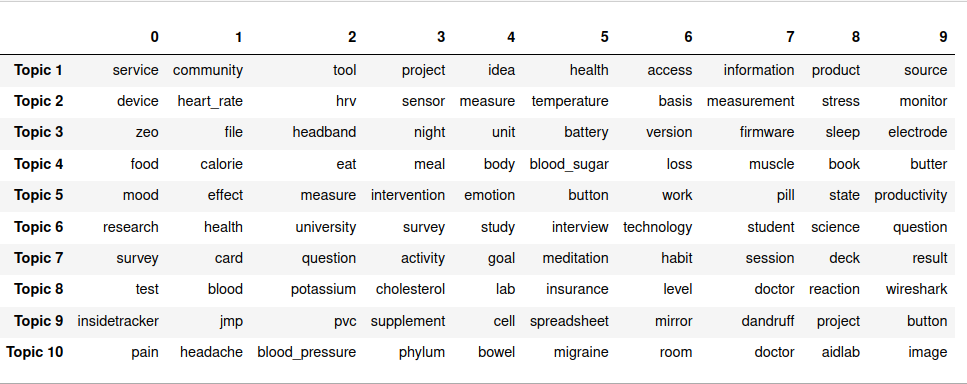 0 1 2 3 4 5 6 7 8 9
Topic 1 service community tool project idea health access information product source
Topic 2 device heart_rate hrv sensor measure temperature basis measurement stress monitor
Topic 3 zeo file headband night unit battery version firmware sleep electrode
Topic 4 food calorie eat meal body blood_sugar loss muscle book butter
Topic 5 mood effect measure intervention emotion button work pill state productivity
Topic 6 research health university survey study interview technology student science question
Topic 7 survey card question activity goal meditation habit session deck result
Topic 8 test blood potassium cholesterol lab insurance level doctor reaction wireshark
Topic 9 insidetracker jmp pvc supplement cell spreadsheet mirror dandruff project button
Topic 10 pain headache blood_pressure phylum bowel migraine room doctor aidlab image